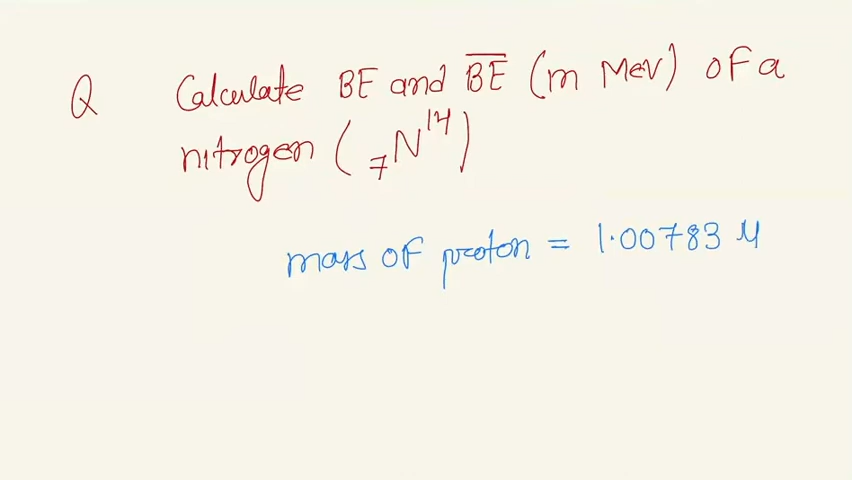 Q Calculate BE and B̅E̅ (in MeV) of a
nitrogen (₇N¹⁴)
mass of proton = 1.00783 u